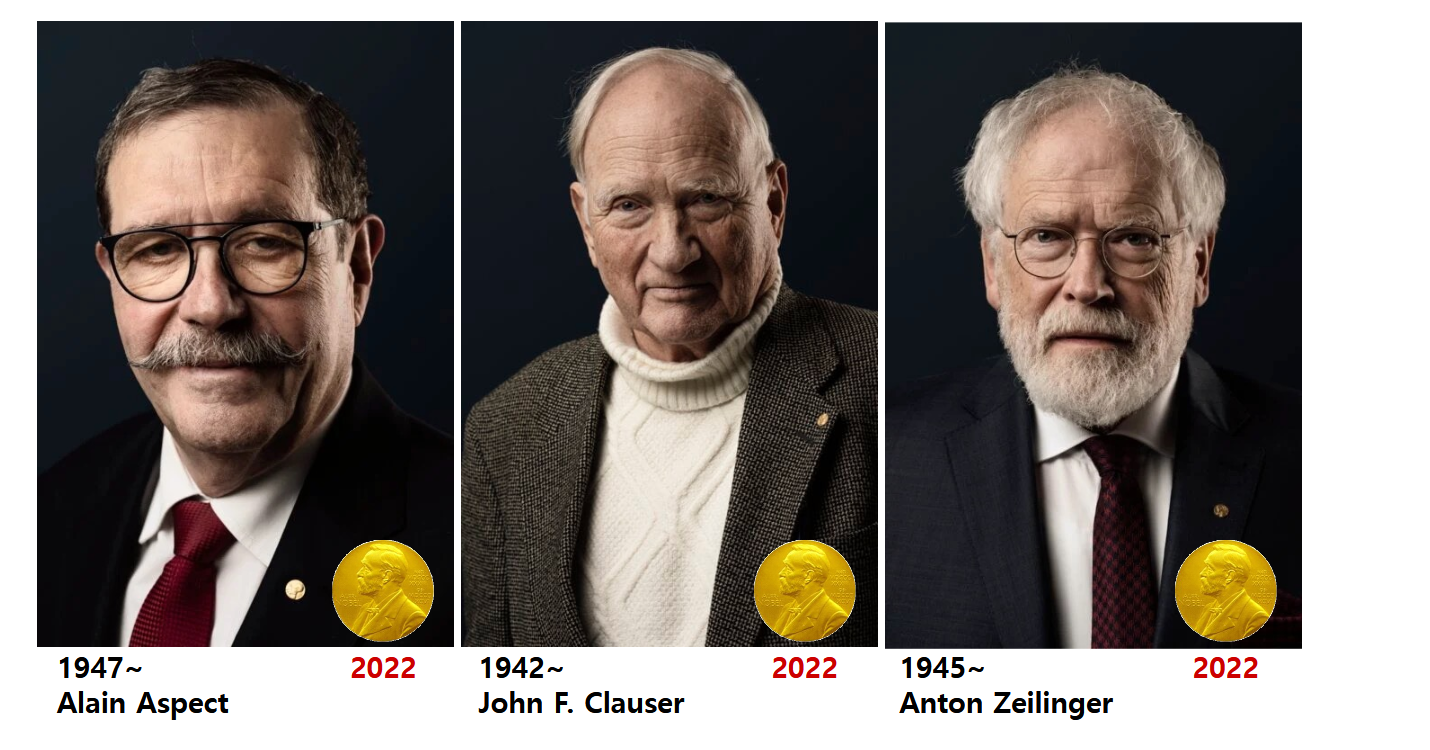 1947~ 2022
Alain Aspect
1942~ 2022
John F. Clauser
1945~ 2022
Anton Zeilinger